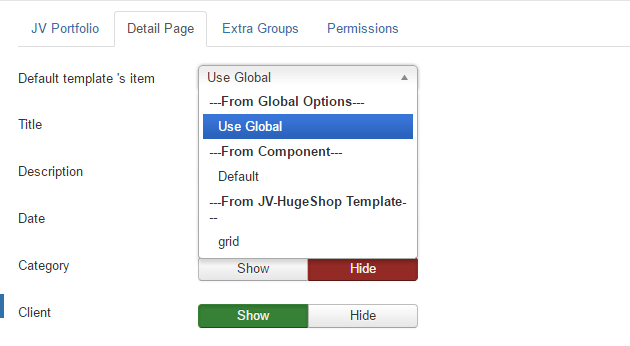 JV Portfolio Detail Page Extra Groups Permissions
Default template 's item Use Global
---From Global Options---
Title Use Global
---From Component---
Description Default
---From JV-HugeShop Template-
--
Date
grid
Category Show Hide
Client Show Hide